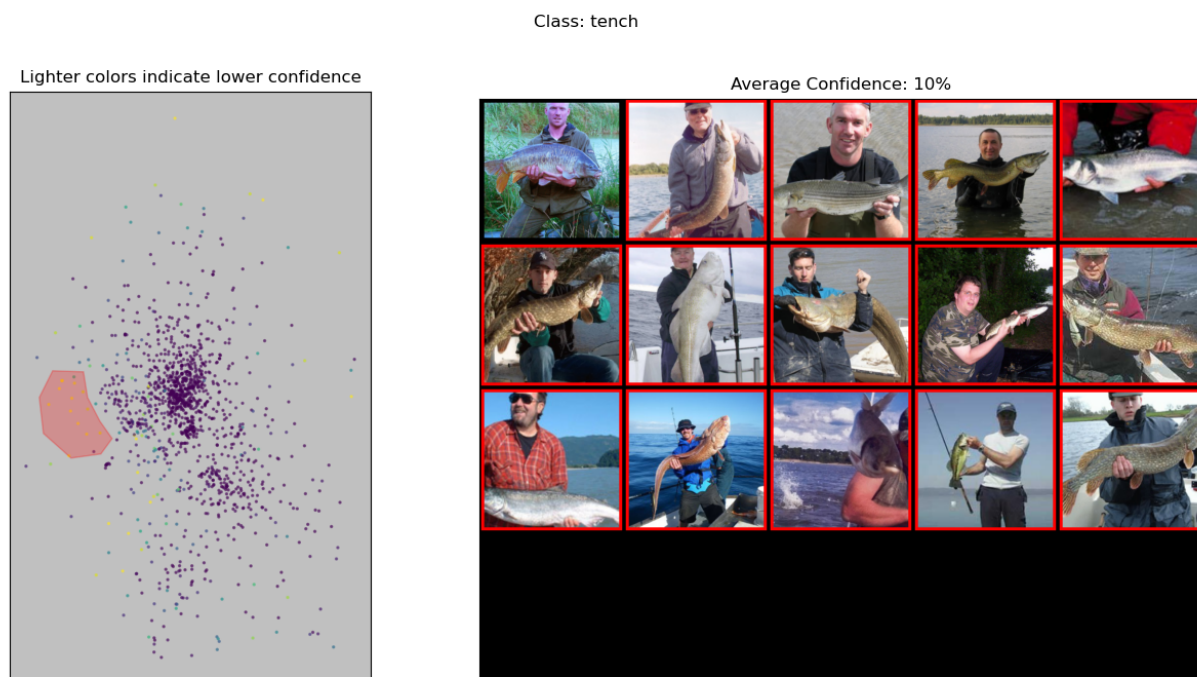 Class: tench
Lighter colors indicate lower confidence
Average Confidence: 10%